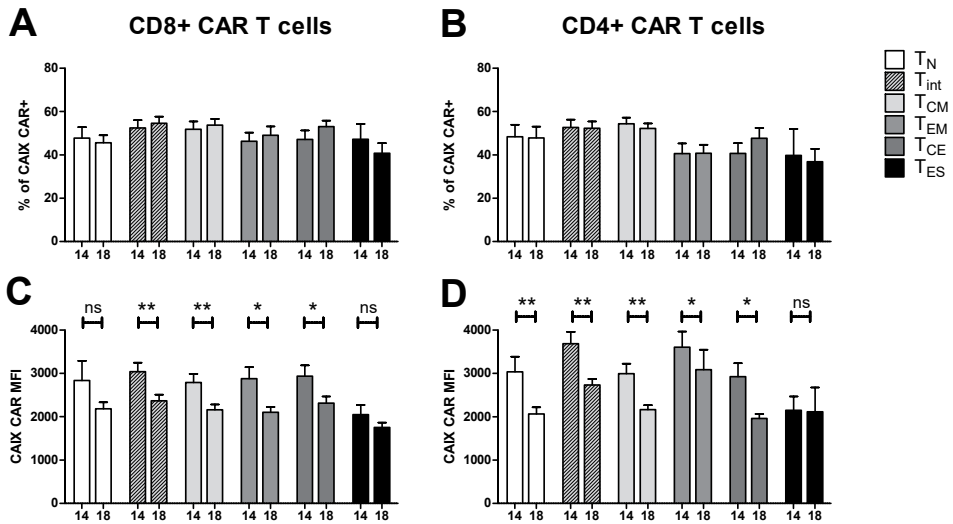 A CD8+ CAR T cells
% of CAIX CAR+
80
60
40
20
0
14 18 14 18 14 18 14 18 14 18 14 18
B CD4+ CAR T cells
% of CAIX CAR+
80
60
40
20
0
14 18 14 18 14 18 14 18 14 18 14 18
TN
Tint
TCM
TEM
TCE
TES
C
ns ** ** * * ns
CAIX CAR MFI
4000
3000
2000
1000
0
14 18 14 18 14 18 14 18 14 18 14 18
D
** ** ** * * ns
CAIX CAR MFI
4000
3000
2000
1000
0
14 18 14 18 14 18 14 18 14 18 14 18